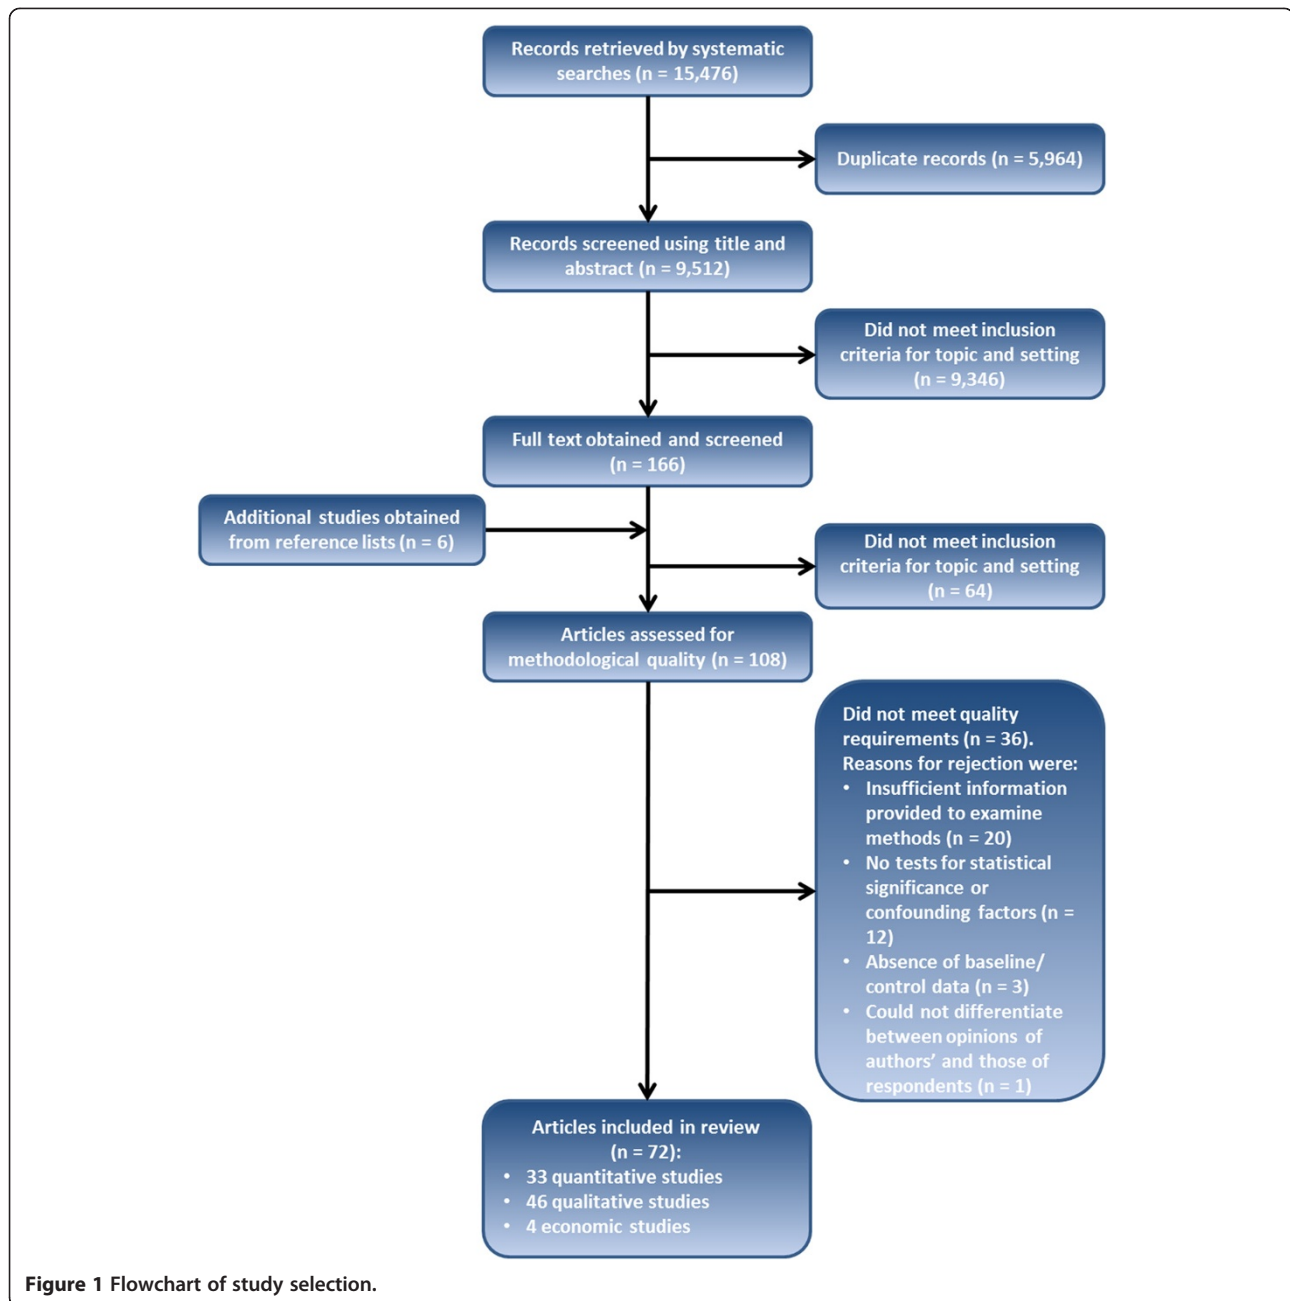 Records retrieved by systematic
searches (n = 15,476)
Duplicate records (n = 5,964)
Records screened using title and
abstract (n = 9,512)
Did not meet inclusion
criteria for topic and setting
(n = 9,346)
Full text obtained and screened
(n = 166)
Additional studies obtained
from reference lists (n = 6)
Did not meet inclusion
criteria for topic and setting
(n = 64)
Articles assessed for
methodological quality (n = 108)
Did not meet quality
requirements (n = 36).
Reasons for rejection were:
• Insufficient information
provided to examine
methods (n = 20)
• No tests for statistical
significance or
confounding factors (n =
12)
• Absence of baseline/
control data (n = 3)
• Could not differentiate
between opinions of
authors’ and those of
respondents (n = 1)
Articles included in review
(n = 72):
• 33 quantitative studies
• 46 qualitative studies
• 4 economic studies
Figure 1 Flowchart of study selection.